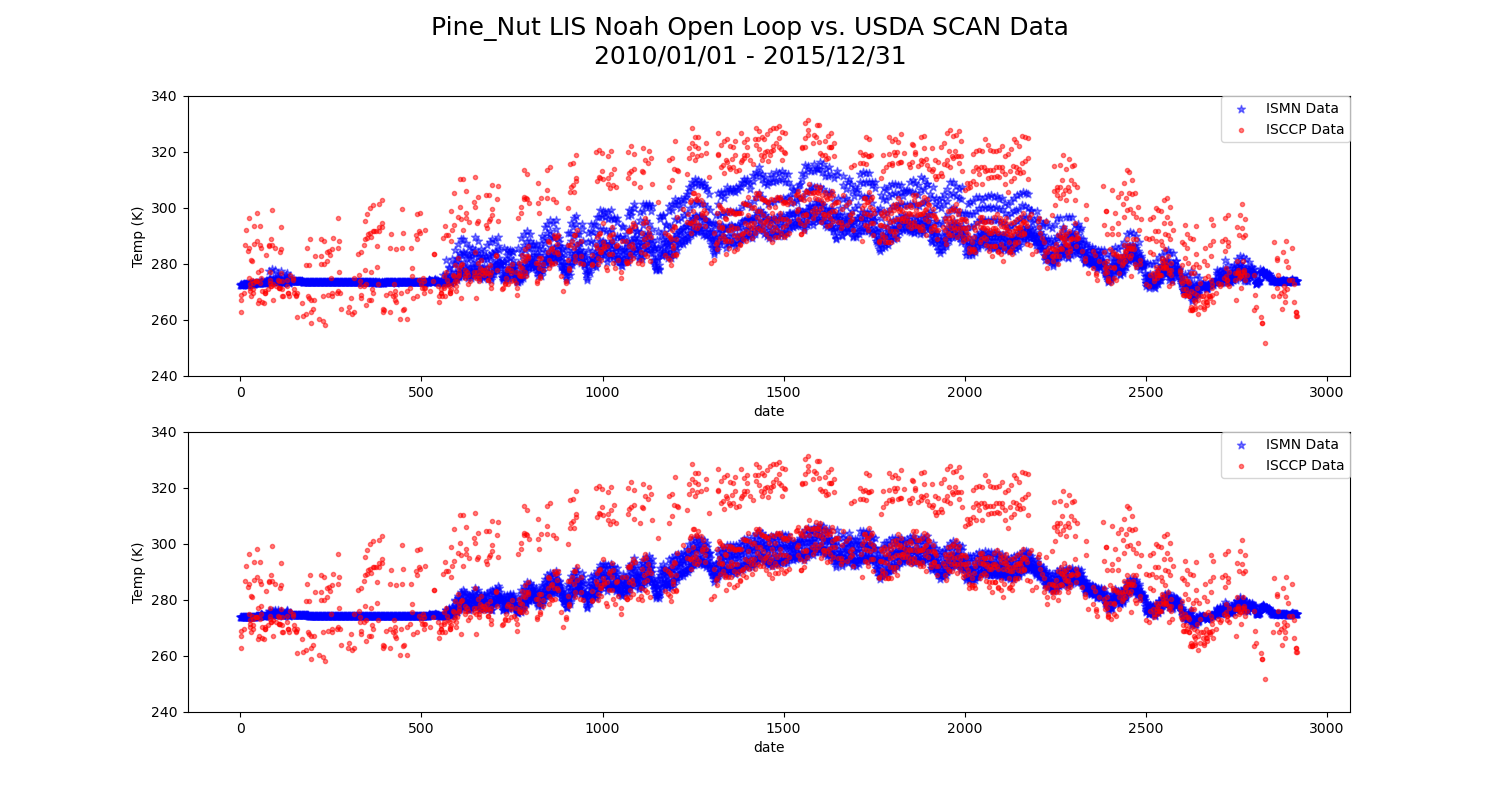 Pine_Nut LIS Noah Open Loop vs. USDA SCAN Data
2010/01/01 - 2015/12/31
340
320
300
280
260
240
Temp (K)
ISMN Data
ISCCP Data
0
500
1000
1500
2000
2500
3000
date
340
320
300
280
260
240
Temp (K)
ISMN Data
ISCCP Data
0
500
1000
1500
2000
2500
3000
date